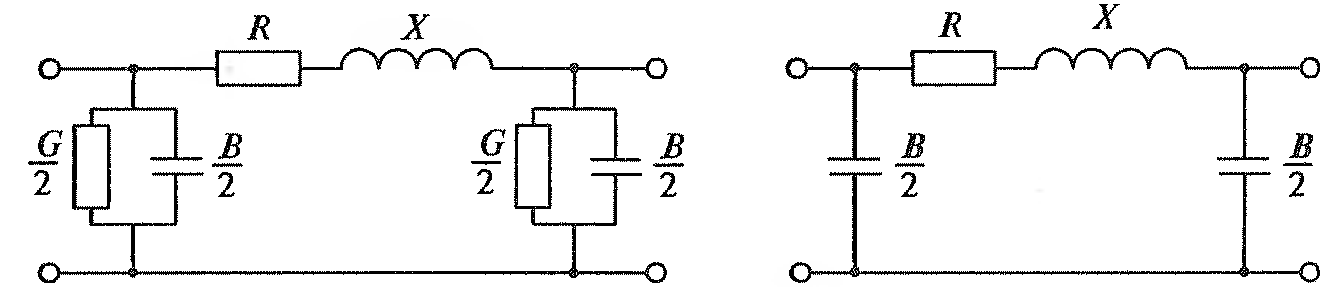 R X
G/2 B/2 G/2 B/2
R X
B/2 B/2